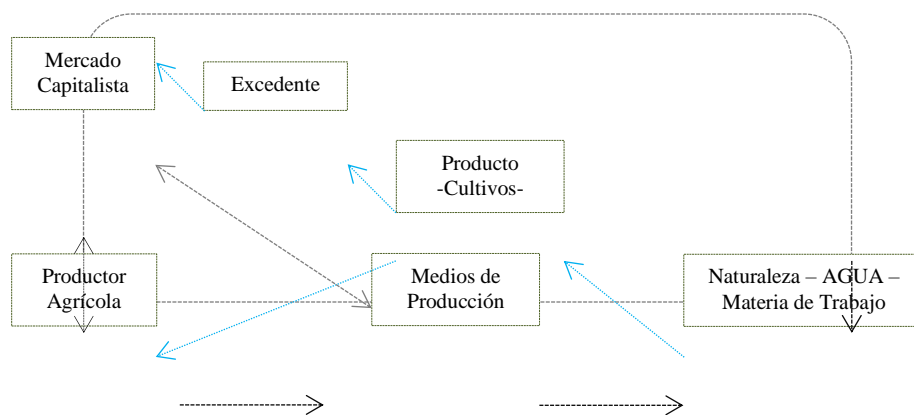 Mercado
Capitalista
Excedente
Producto
-Cultivos-
Productor
Agrícola
Medios de
Producción
Naturaleza – AGUA –
Materia de Trabajo